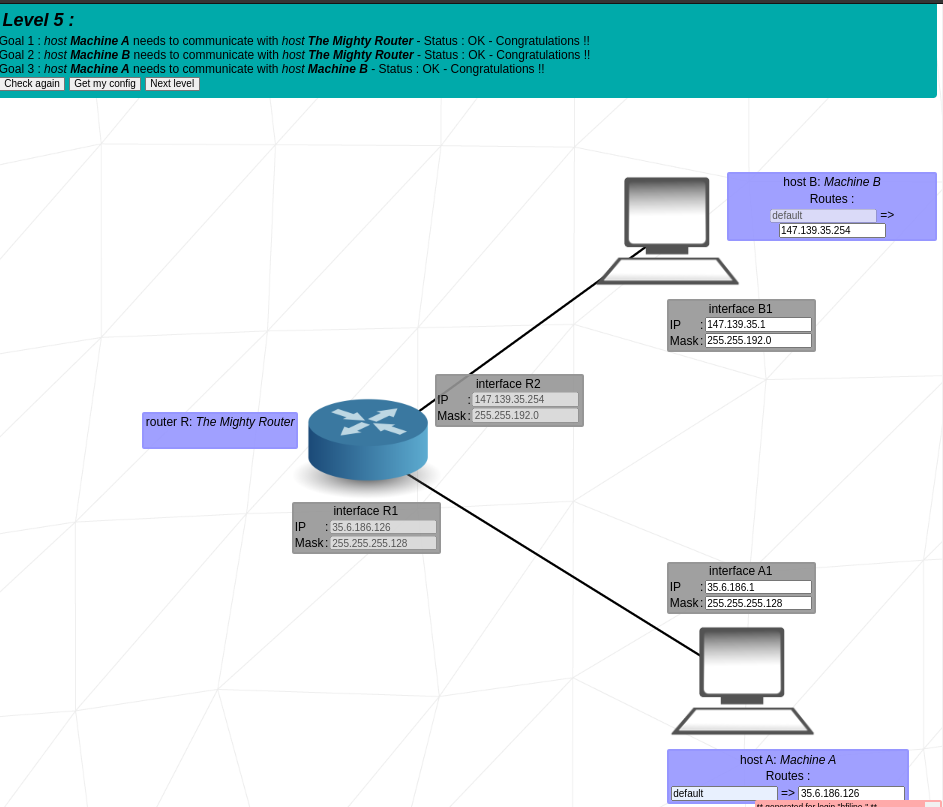 Level 5 :
Goal 1 : host Machine A needs to communicate with host The Mighty Router - Status : OK - Congratulations !!
Goal 2 : host Machine B needs to communicate with host The Mighty Router - Status : OK - Congratulations !!
Goal 3 : host Machine A needs to communicate with host Machine B - Status : OK - Congratulations !!
Check again Get my config Next level
host B: Machine B
Routes :
default =>
147.139.35.254
interface B1
IP : 147.139.35.1
Mask : 255.255.192.0
interface R2
IP : 147.139.35.254
Mask : 255.255.192.0
router R: The Mighty Router
interface R1
IP : 35.6.186.126
Mask : 255.255.255.128
interface A1
IP : 35.6.186.1
Mask : 255.255.255.128
host A: Machine A
Routes :
default => 35.6.186.126
** generated for login